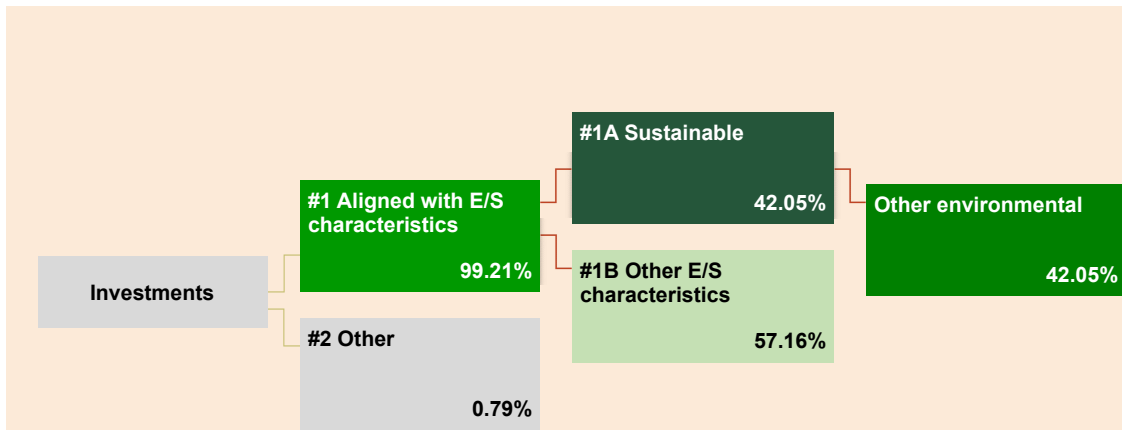 Investments
#1 Aligned with E/S
characteristics
99.21%
#2 Other
0.79%
#1A Sustainable
42.05%
#1B Other E/S
characteristics
57.16%
Other environmental
42.05%